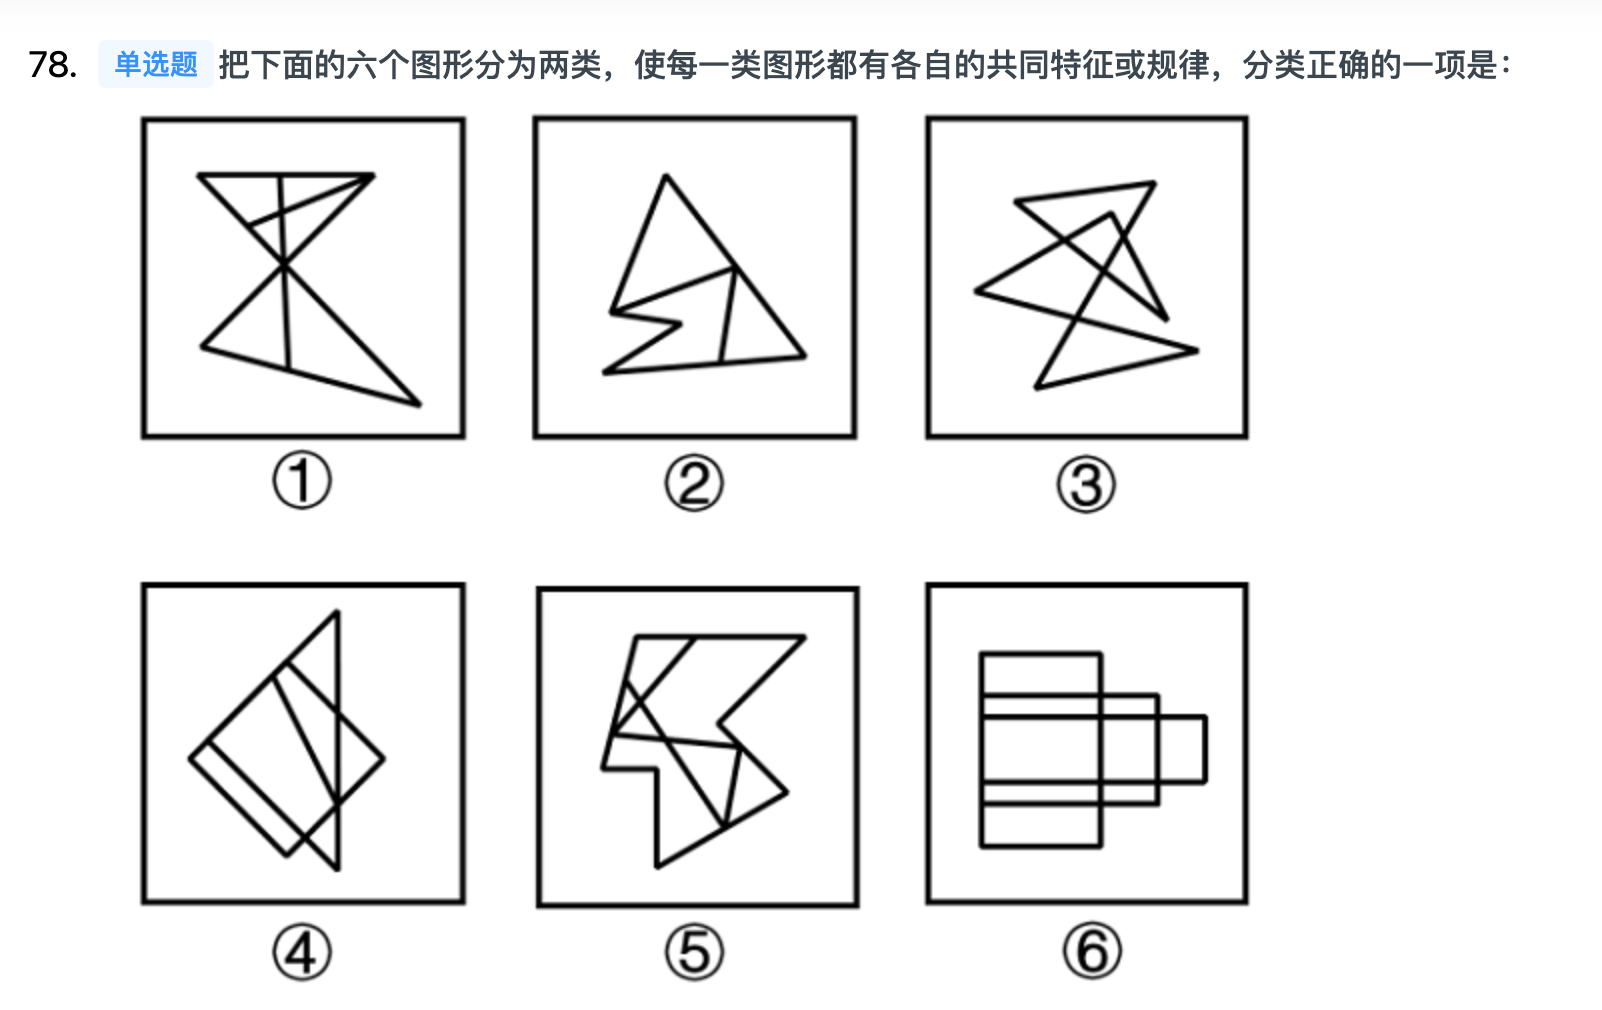 78. 单选题 把下面的六个图形分为两类，使每一类图形都有各自的共同特征或规律，分类正确的一项是：
① ② ③
④ ⑤ ⑥